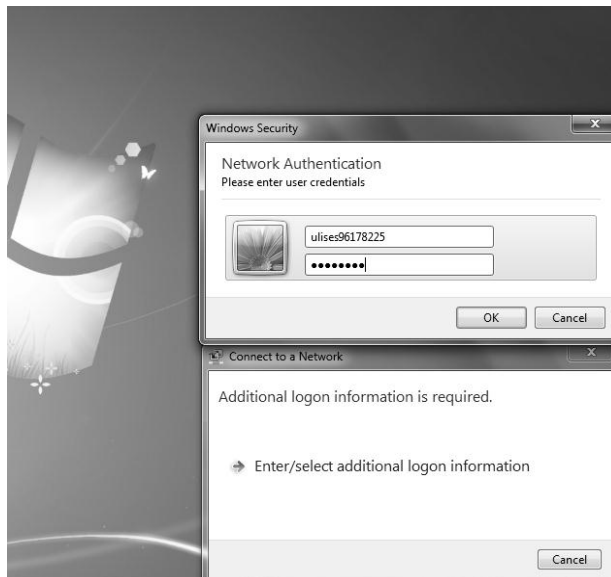 Windows Security
Network Authentication
Please enter user credentials
ulises96178225
••••••••
OK Cancel
Connect to a Network
Additional logon information is required.
Enter/select additional logon information
Cancel